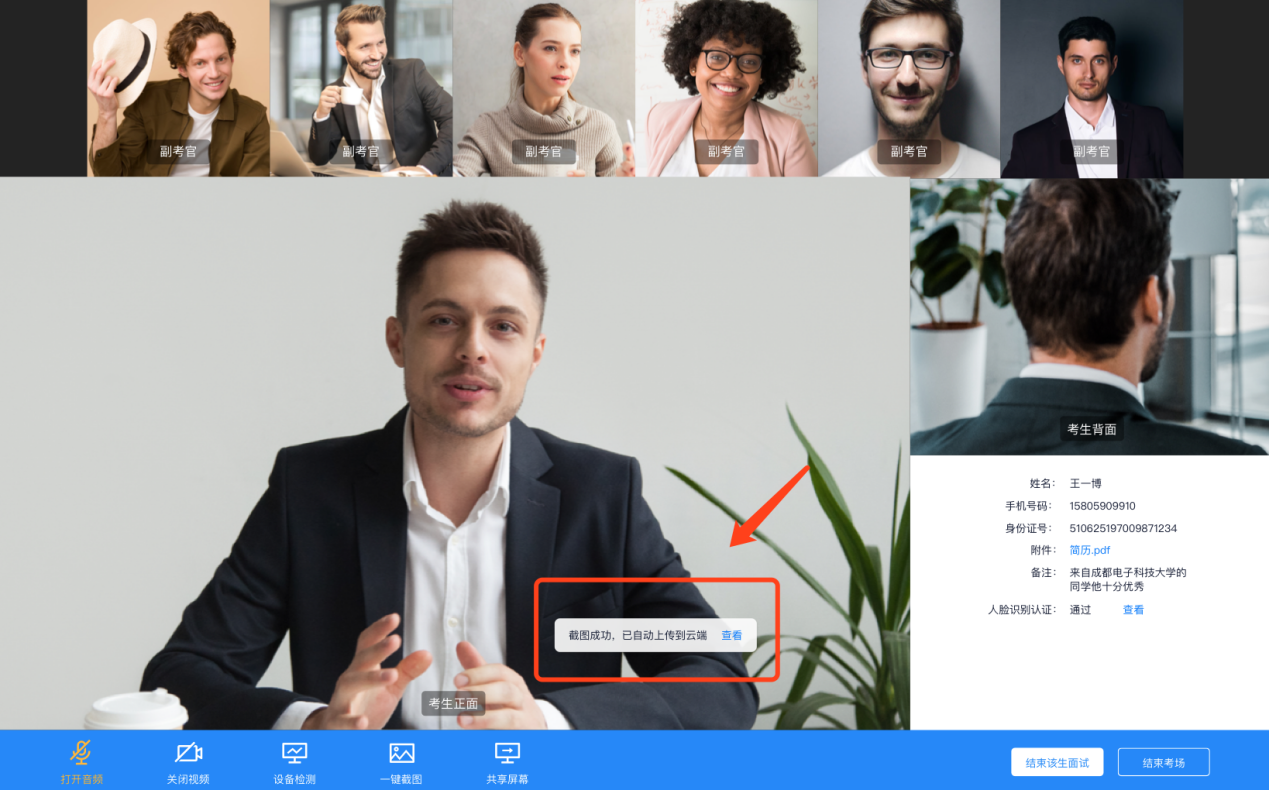 副考官
副考官
副考官
副考官
副考官
副考官
考生背面
姓名： 王一博
手机号码： 15805909910
身份证号： 510625197009871234
附件： 简历.pdf
备注： 来自成都电子科技大学的
同学他十分优秀
人脸识别认证： 通过 查看
截图成功，已自动上传到云端 查看
考生正面
打开音频
关闭视频
设备检测
一键截图
共享屏幕
结束该生面试
结束考场